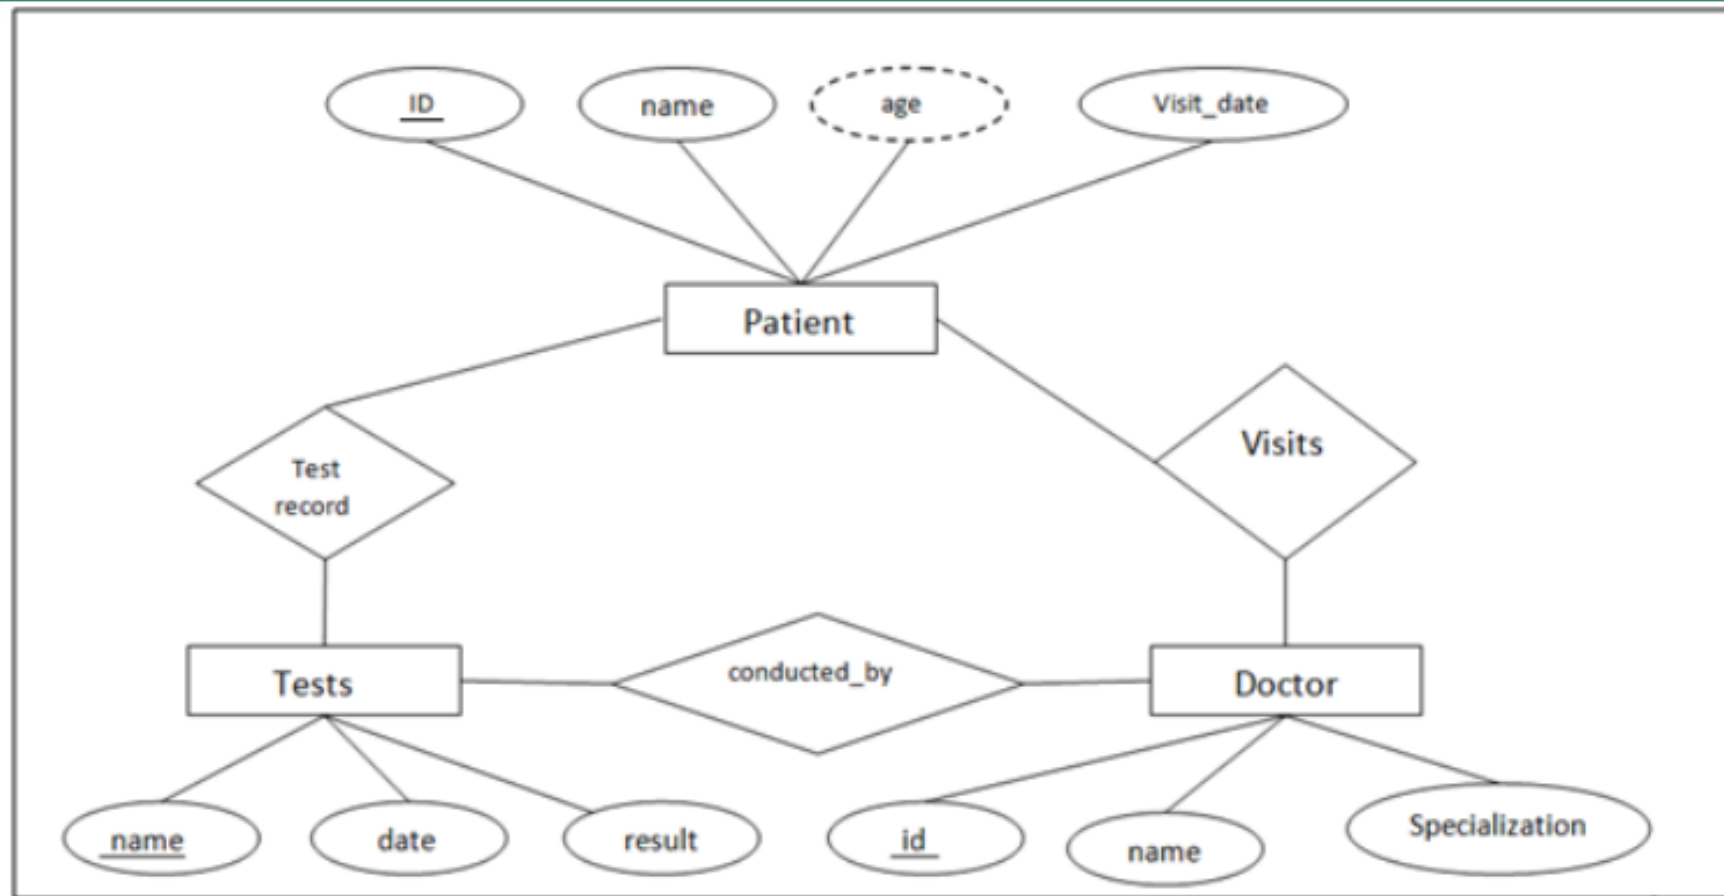 ID
name
age
Visit_date
Patient
Test
record
Visits
Tests
conducted_by
Doctor
name
date
result
id
name
Specialization